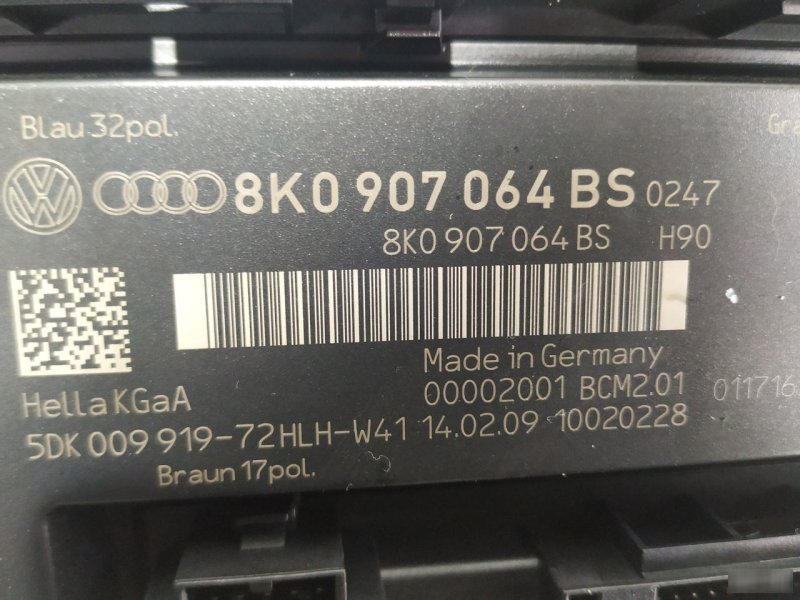 Blau 32pol.
8K0 907 064 BS 0247
8K0 907 064 BS H90
Made in Germany
Hella KGaA
00002001 BCM2.01
5DK 009 919-72HLH-W41 14.02.09 10020228
Braun 17pol.